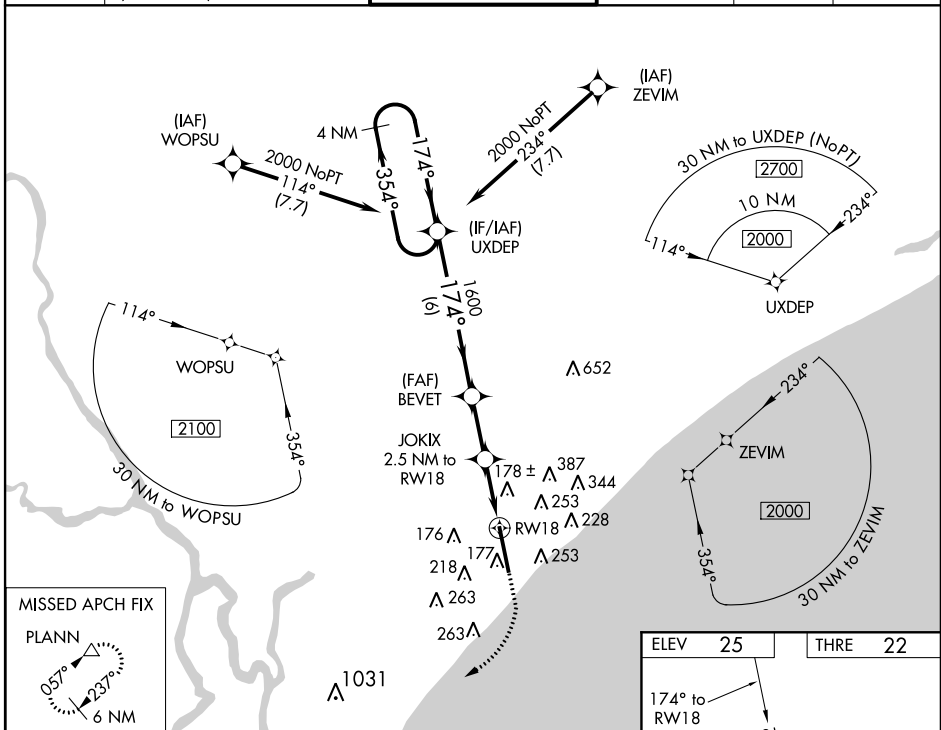 (IAF)
ZEVIM
(IAF)
WOPSU
4 NM
2000 NoPT
114°
(7.7)
174°
354°
2000 NoPT
234°
(7.7)
(IF/IAF)
UXDEP
30 NM to UXDEP (NoPT)
2700
10 NM
2000
114°
234°
UXDEP
1600
174°
(6)
114°
WOPSU
2100
354°
30 NM to WOPSU
(FAF)
BEVET
JOKIX
2.5 NM to
RW18
652
178 ±
387
344
253
228
RW18
176
177
253
218
263
263
1031
234°
ZEVIM
2000
354°
30 NM to ZEVIM
MISSED APCH FIX
PLANN
057°
237°
6 NM
ELEV 25
THRE 22
174° to
RW18